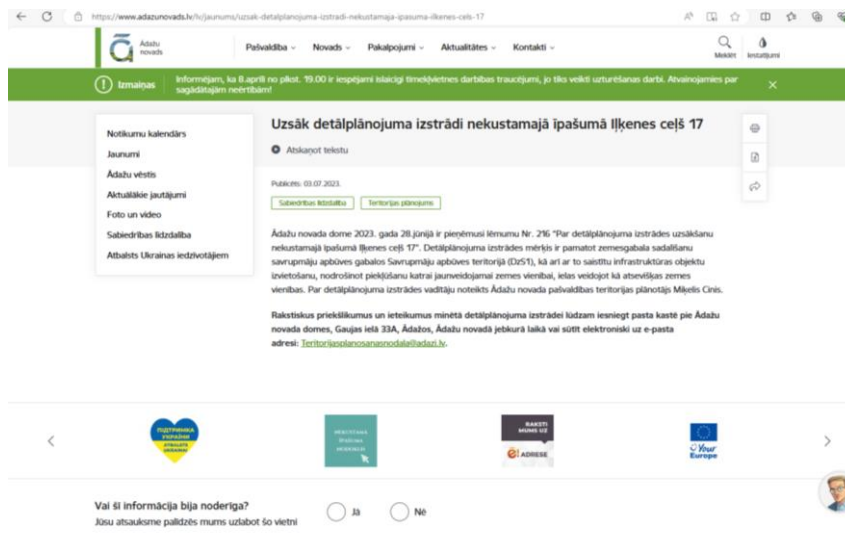 https://www.adazunovads.lv/lv/jaunums/uzsak-detalplanojuma-izstradi-nekustamaja-ipasuma-ilkenes-cels-17
Ādažu
novads
Pašvaldība
Novads
Pakalpojumi
Aktualitātes
Kontakti
Meklēt
Iestatījumi
Izmaiņas
Informējam, ka 8.aprīlī no plkst. 19.00 ir iespējami īslaicīgi tīmekļvietnes darbības traucējumi, jo tiks veikti uzturēšanas darbi. Atvainojamies par
sagādātajām neērtībām!
Notikumu kalendārs
Jaunumi
Ādažu vēstis
Aktuālākie jautājumi
Foto un video
Sabiedrības līdzdalība
Atbalsts Ukrainas iedzīvotājiem
Uzsāk detālplānojuma izstrādi nekustamajā īpašumā Iļķenes ceļš 17
Atskaņot tekstu
Publicēts: 03.07.2023.
Sabiedrības līdzdalība
Teritorijas plānojums
Ādažu novada dome 2023. gada 28.jūnijā ir pieņēmusi lēmumu Nr. 216 "Par detālplānojuma izstrādes uzsākšanu
nekustamajā īpašumā Iļķenes ceļš 17". Detālplānojuma izstrādes mērķis ir pamatot zemesgabala sadalīšanu
savrupmāju apbūves gabalos Savrupmāju apbūves teritorijā (DzS1), kā arī ar to saistītu infrastruktūras objektu
izvietošanu, nodrošinot piekļūšanu katrai jaunveidojamai zemes vienībai, ielas veidojot kā atsevišķas zemes
vienības. Par detālplānojuma izstrādes vadītāju noteikts Ādažu novada pašvaldības teritorijas plānotājs Miķelis Cinis.
Rakstiskus priekšlikumus un ieteikumus minētā detālplānojuma izstrādei lūdzam iesniegt pasta kastē pie Ādažu
novada domes, Gaujas ielā 33A, Ādažos, Ādažu novadā jebkurā laikā vai sūtīt elektroniski uz e-pasta
adresi: Teritorijasplanosanasnodala@adazi.lv.
ПІДТРИМКА
УКРАЇНИ
ATBALSTS
UKRAINAI
NEKUSTAMĀ
ĪPAŠUMA
NODOKLIS
RAKSTI
MUMS UZ
ADRESE
Your
Europe
Vai šī informācija bija noderīga?
Jūsu atsauksme palīdzēs mums uzlabot šo vietni
Jā
Nē